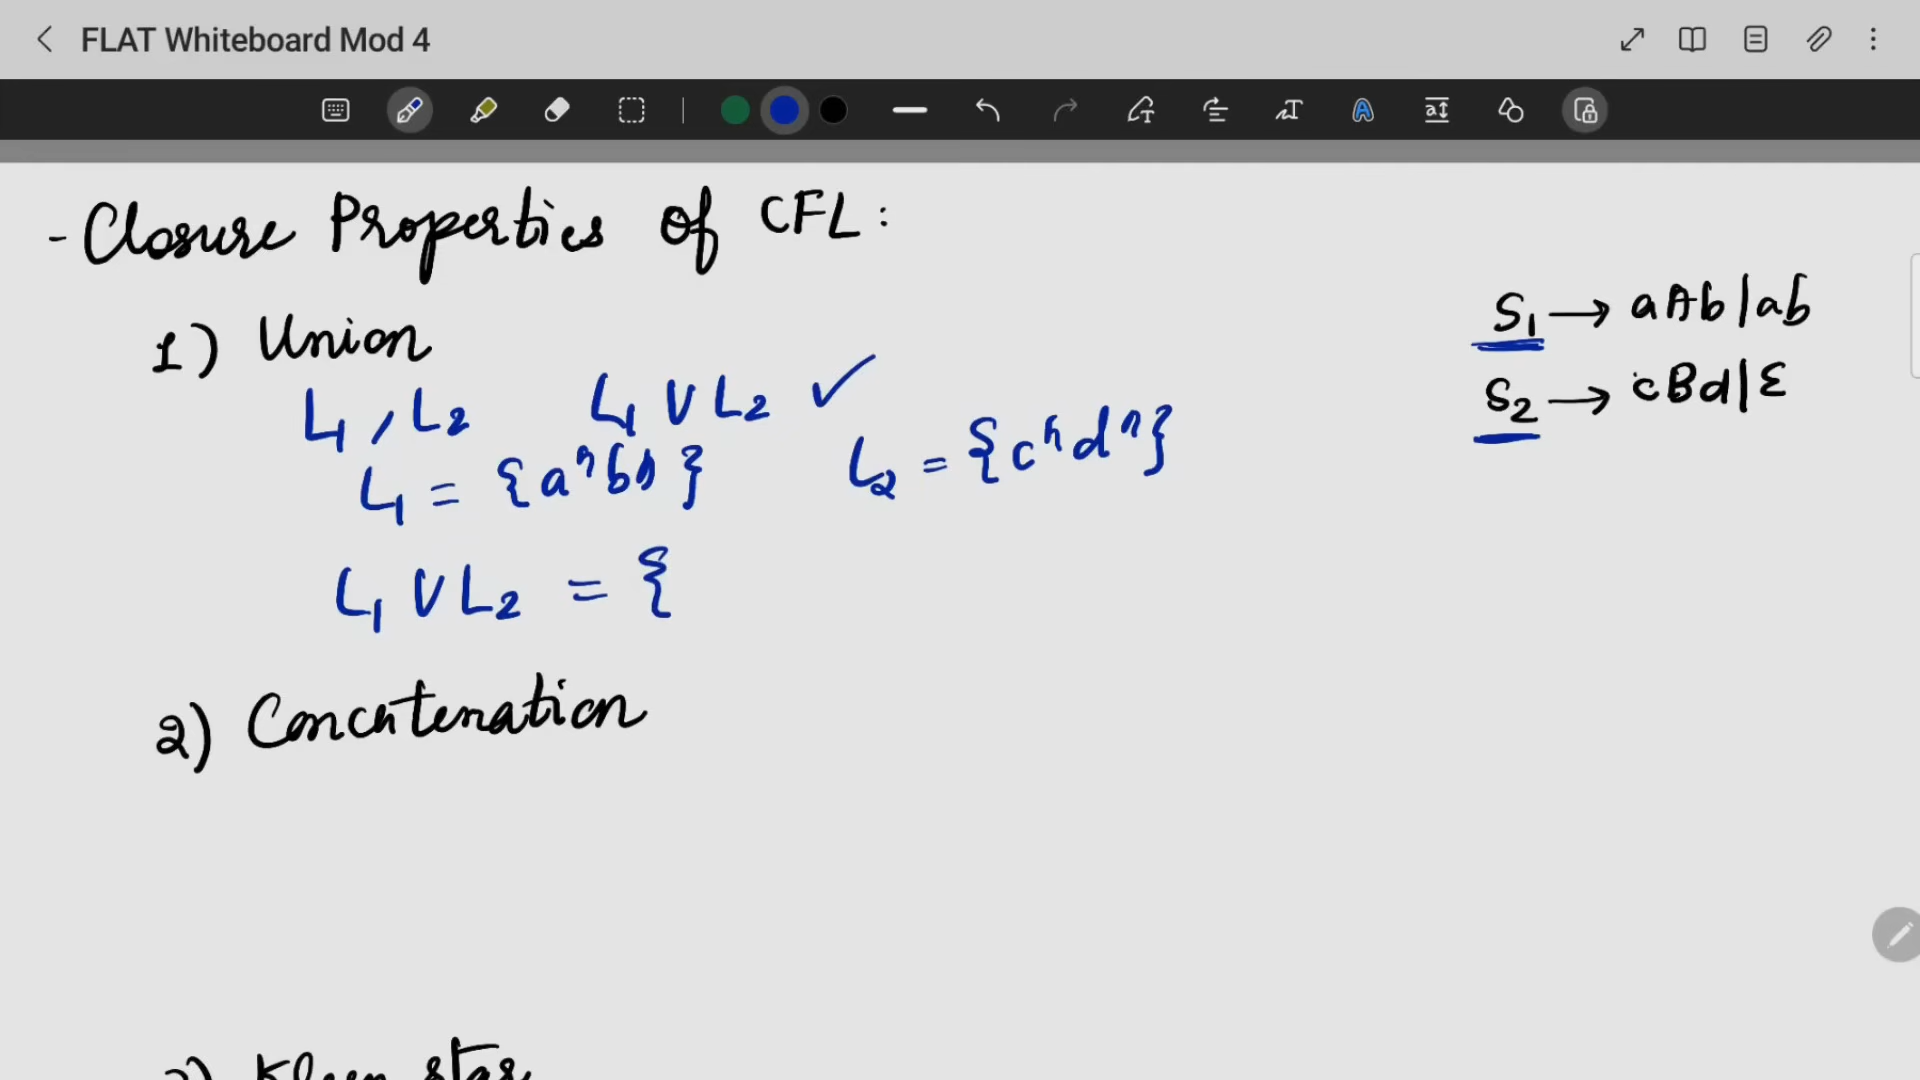 FLAT Whiteboard Mod 4
- Closure Properties of CFL:
1) Union
L1, L2 L1 ∪ L2 ✓
L1 = {aⁿbⁿ} L2 = {cⁿdⁿ}
L1 ∪ L2 = {
S1 → aAb|ab
S2 → cBd|ε
2) Concatenation
3) Kleen star